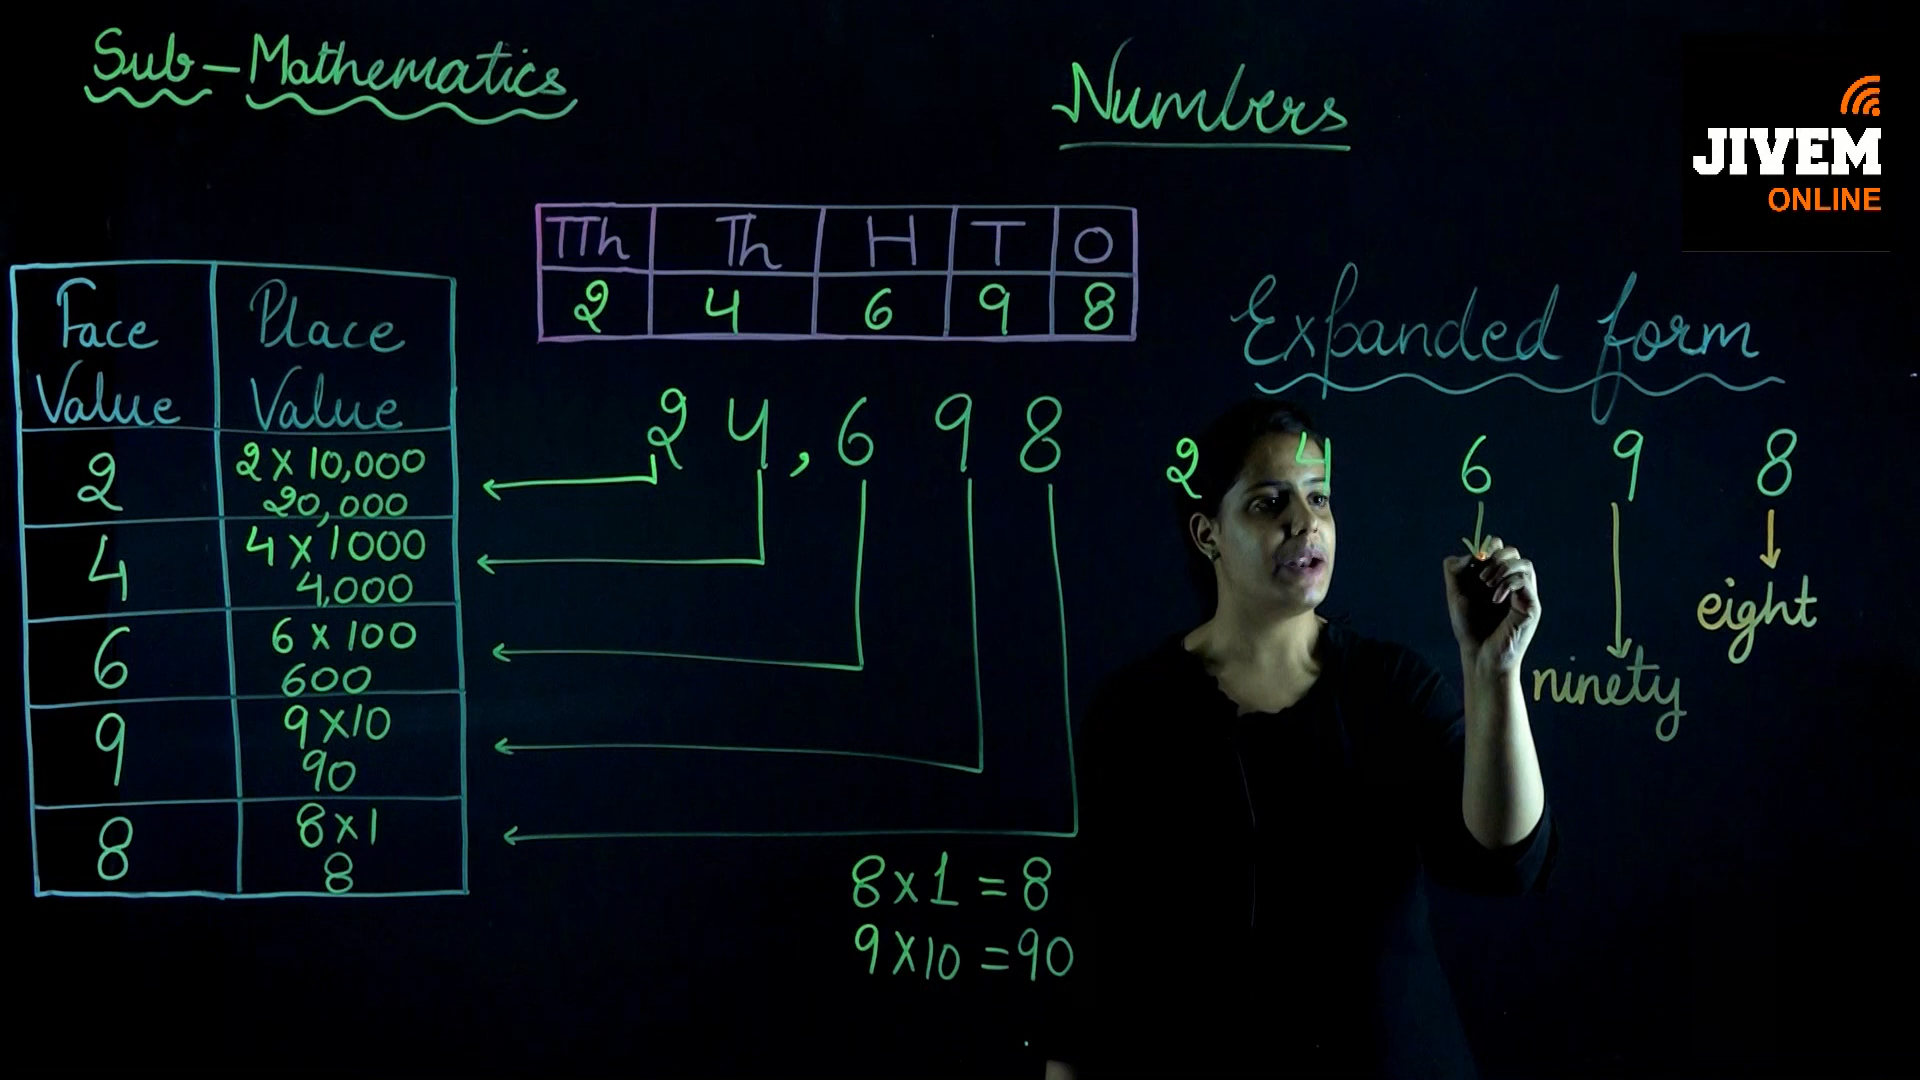 Sub-Mathematics
Numbers
JIVEM
ONLINE
TTh Th H T O
2 4 6 9 8
Face Value Place Value
2 2 x 10,000
20,000
4 4 x 1000
4,000
6 6 x 100
600
9 9 x 10
90
8 8 x 1
8
24,698
8 x 1 = 8
9 x 10 = 90
Expanded form
2 4 6 9 8
eight
ninety